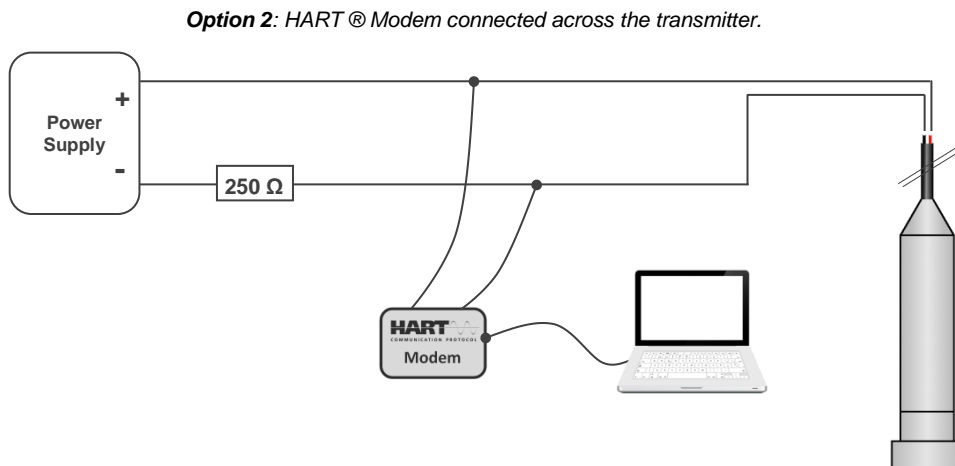 Option 2: HART ® Modem connected across the transmitter.
+
Power
Supply
-
250 Ω
HART
COMMUNICATION PROTOCOL
Modem